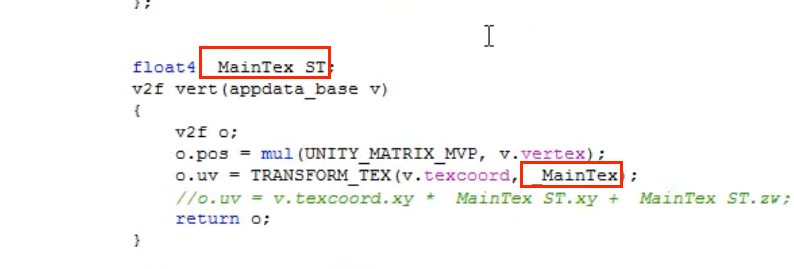 };
float4 _MainTex_ST;
v2f vert(appdata_base v)
{
v2f o;
o.pos = mul(UNITY_MATRIX_MVP, v.vertex);
o.uv = TRANSFORM_TEX(v.texcoord, _MainTex);
//o.uv = v.texcoord.xy * _MainTex_ST.xy + _MainTex_ST.zw;
return o;
}